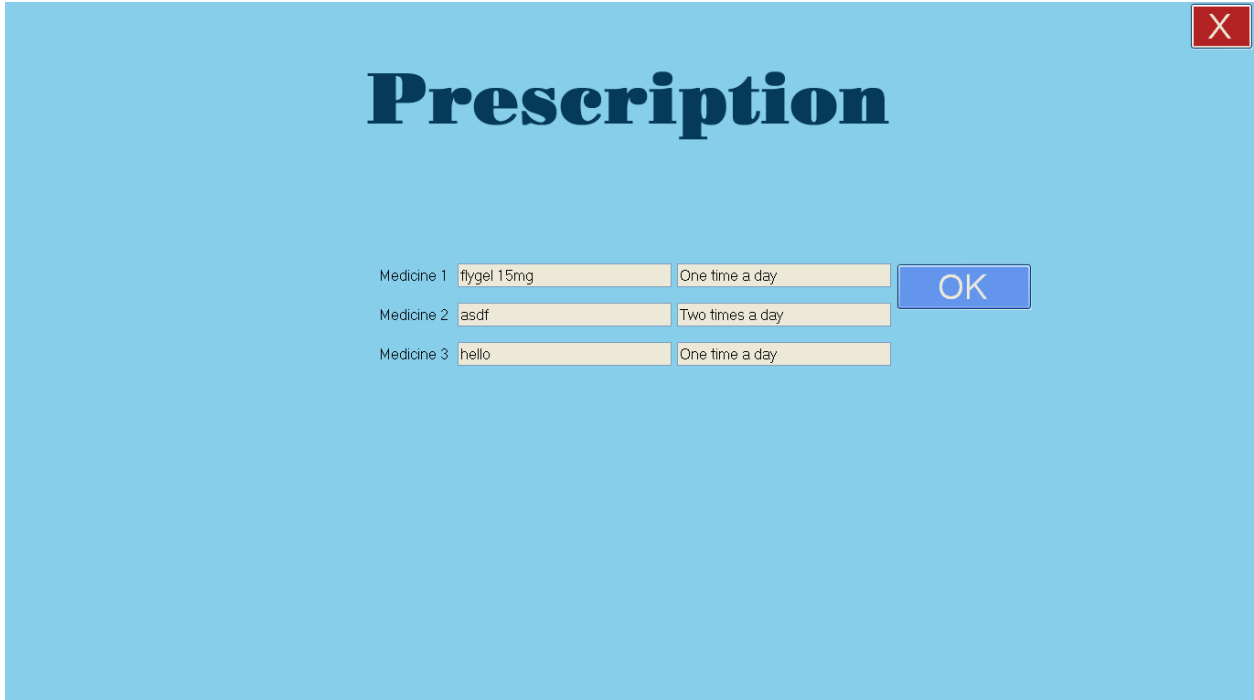 X
Prescription
Medicine 1 flygel 15mg One time a day OK
Medicine 2 asdf Two times a day
Medicine 3 hello One time a day